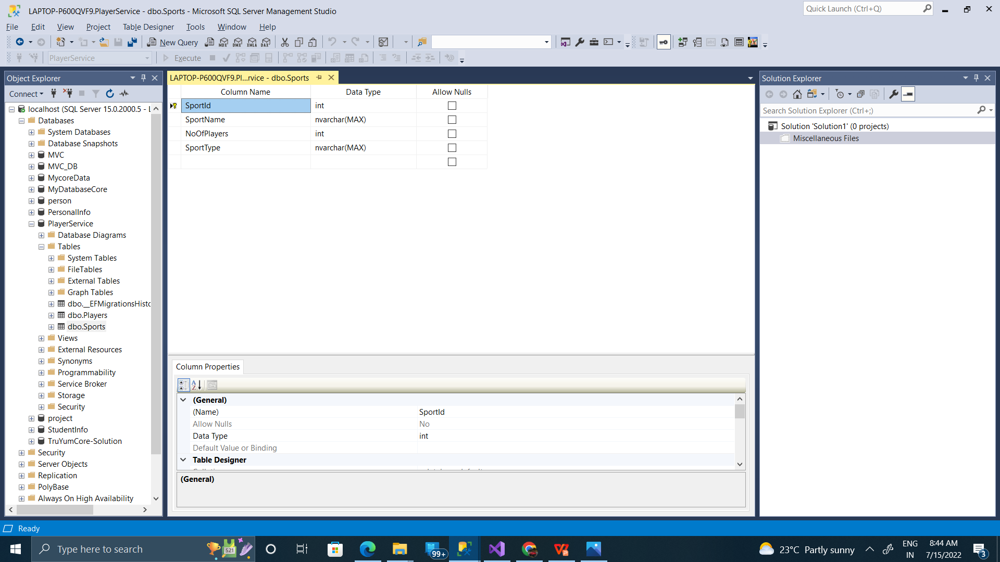 LAPTOP-P600QVF9.PlayerService - dbo.Sports - Microsoft SQL Server Management Studio
Quick Launch (Ctrl+Q)
File Edit View Project Table Designer Tools Window Help
New Query MDX DMX XMLA DAX
PlayerService Execute
Object Explorer
Connect
localhost (SQL Server 15.0.2000.5 - L
Databases
System Databases
Database Snapshots
MVC
MVC_DB
MycoreData
MyDatabaseCore
person
PersonalInfo
PlayerService
Database Diagrams
Tables
System Tables
FileTables
External Tables
Graph Tables
dbo.__EFMigrationsHisto
dbo.Players
dbo.Sports
Views
External Resources
Synonyms
Programmability
Service Broker
Storage
Security
project
StudentInfo
TruYumCore-Solution
Security
Server Objects
Replication
PolyBase
Always On High Availability
LAPTOP-P600QVF9.Pl...rvice - dbo.Sports
Column Name Data Type Allow Nulls
SportId int
SportName nvarchar(MAX)
NoOfPlayers int
SportType nvarchar(MAX)
Column Properties
(General)
(Name) SportId
Allow Nulls No
Data Type int
Default Value or Binding
Table Designer
(General)
Solution Explorer
Search Solution Explorer (Ctrl+;)
Solution 'Solution1' (0 projects)
Miscellaneous Files
Ready
Type here to search
521
99+
23°C Partly sunny
ENG
IN
8:44 AM
7/15/2022
3